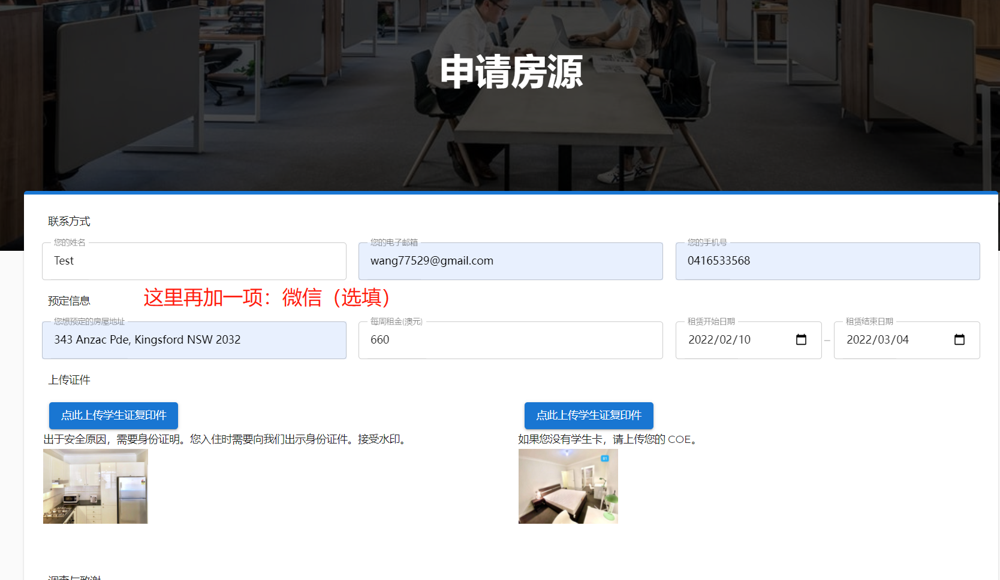 申请房源
联系方式
您的姓名
Test
您的电子邮箱
wang77529@gmail.com
您的手机号
0416533568
预定信息
这里再加一项：微信（选填）
您想预定的房屋地址
343 Anzac Pde, Kingsford NSW 2032
每周租金(澳元)
660
租赁开始日期
2022/02/10
–
租赁结束日期
2022/03/04
上传证件
点此上传学生证复印件
出于安全原因，需要身份证明。您入住时需要向我们出示身份证件。接受水印。
点此上传学生证复印件
如果您没有学生卡，请上传您的 COE。
调查与致谢